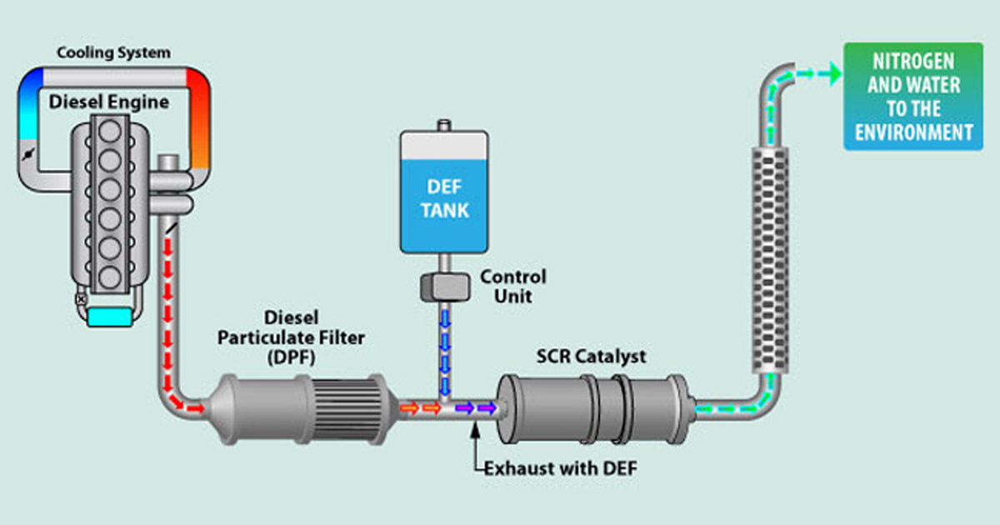 Cooling System
Diesel Engine
DEF
TANK
Control
Unit
Diesel
Particulate Filter
(DPF)
SCR Catalyst
Exhaust with DEF
NITROGEN
AND WATER
TO THE
ENVIRONMENT